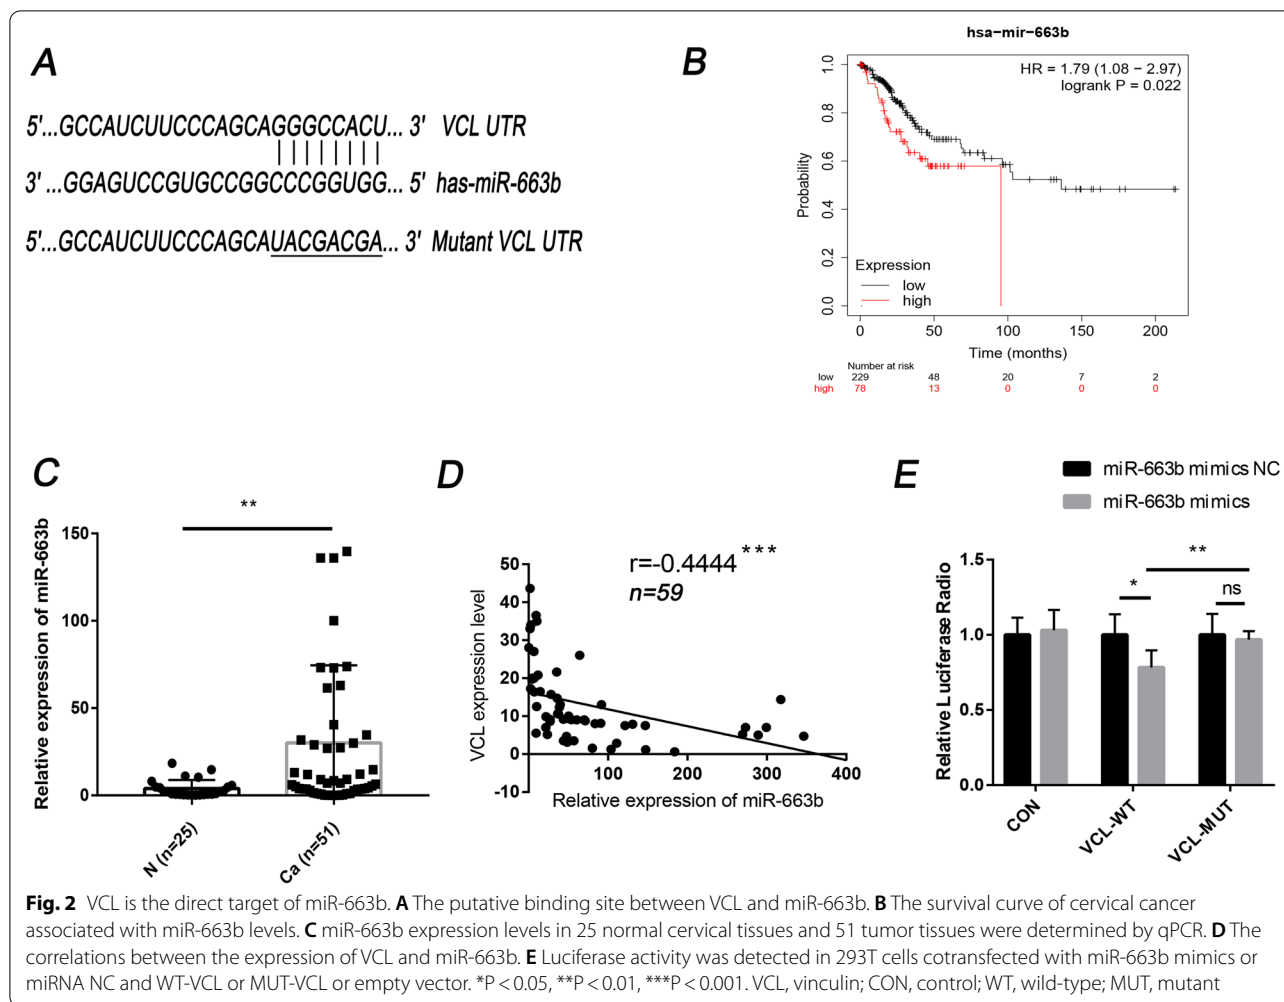 A
5'...GCCAUCUUCCCAGCAGGGCCACU... 3' VCL UTR
3' ...GGAGUCCGUGCCGGCCCGGUGG... 5' has-miR-663b
5'...GCCAUCUUCCCAGCAUACGACGA... 3' Mutant VCL UTR
B
hsa-mir-663b
HR = 1.79 (1.08 − 2.97)
logrank P = 0.022
Probability
1.0
0.8
0.6
0.4
0.2
0.0
Expression
low
high
0 50 100 150 200
Time (months)
Number at risk
low 229 48 20 7 2
high 78 13 0 0 0
C
**
Relative expression of miR-663b
150
100
50
0
N (n=25)
Ca (n=51)
D
r=-0.4444 ***
n=59
VCL expression level
50
40
30
20
10
0
-10
100 200 300 400
Relative expression of miR-663b
E
miR-663b mimics NC
miR-663b mimics
Relative Luciferase Radio
1.5
1.0
0.5
0.0
**
*
ns
CON
VCL-WT
VCL-MUT
Fig. 2 VCL is the direct target of miR-663b. A The putative binding site between VCL and miR-663b. B The survival curve of cervical cancer
associated with miR-663b levels. C miR-663b expression levels in 25 normal cervical tissues and 51 tumor tissues were determined by qPCR. D The
correlations between the expression of VCL and miR-663b. E Luciferase activity was detected in 293T cells cotransfected with miR-663b mimics or
miRNA NC and WT-VCL or MUT-VCL or empty vector. *P < 0.05, **P < 0.01, ***P < 0.001. VCL, vinculin; CON, control; WT, wild-type; MUT, mutant